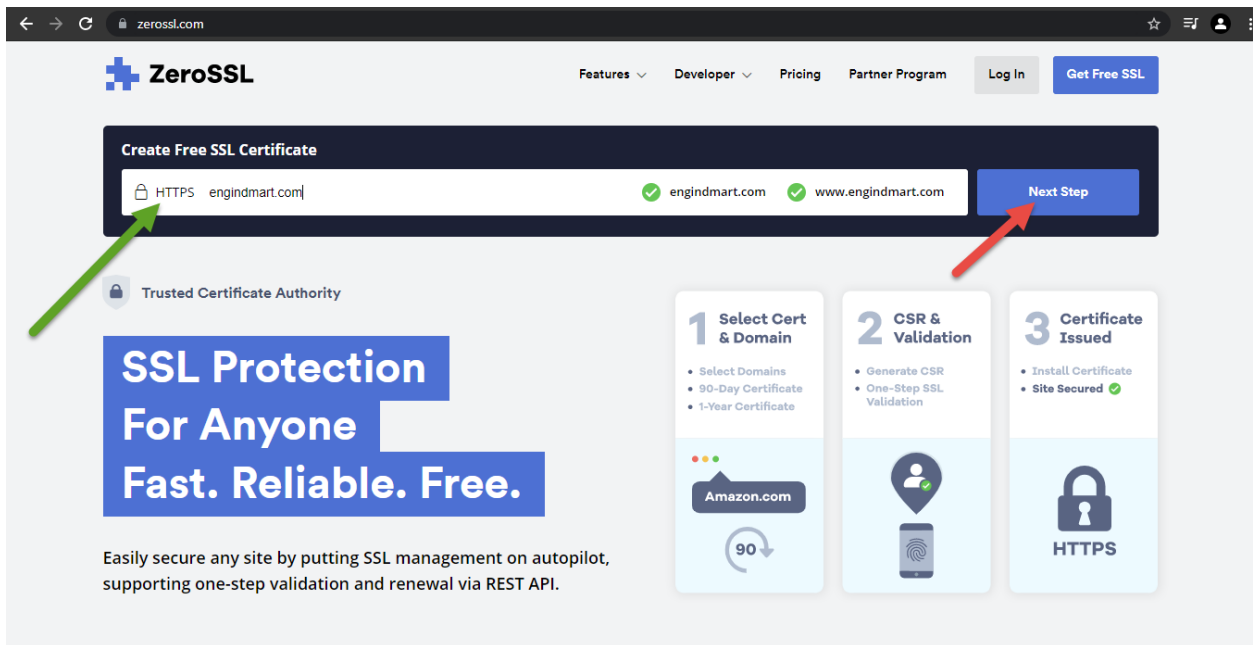 zerossl.com
ZeroSSL
Features
Developer
Pricing
Partner Program
Log In
Get Free SSL
Create Free SSL Certificate
HTTPS engindmart.com
engindmart.com
www.engindmart.com
Next Step
Trusted Certificate Authority
SSL Protection
For Anyone
Fast. Reliable. Free.
Easily secure any site by putting SSL management on autopilot,
supporting one-step validation and renewal via REST API.
1 Select Cert
& Domain
• Select Domains
• 90-Day Certificate
• 1-Year Certificate
Amazon.com
90
2 CSR &
Validation
• Generate CSR
• One-Step SSL
Validation
3 Certificate
Issued
• Install Certificate
• Site Secured
HTTPS